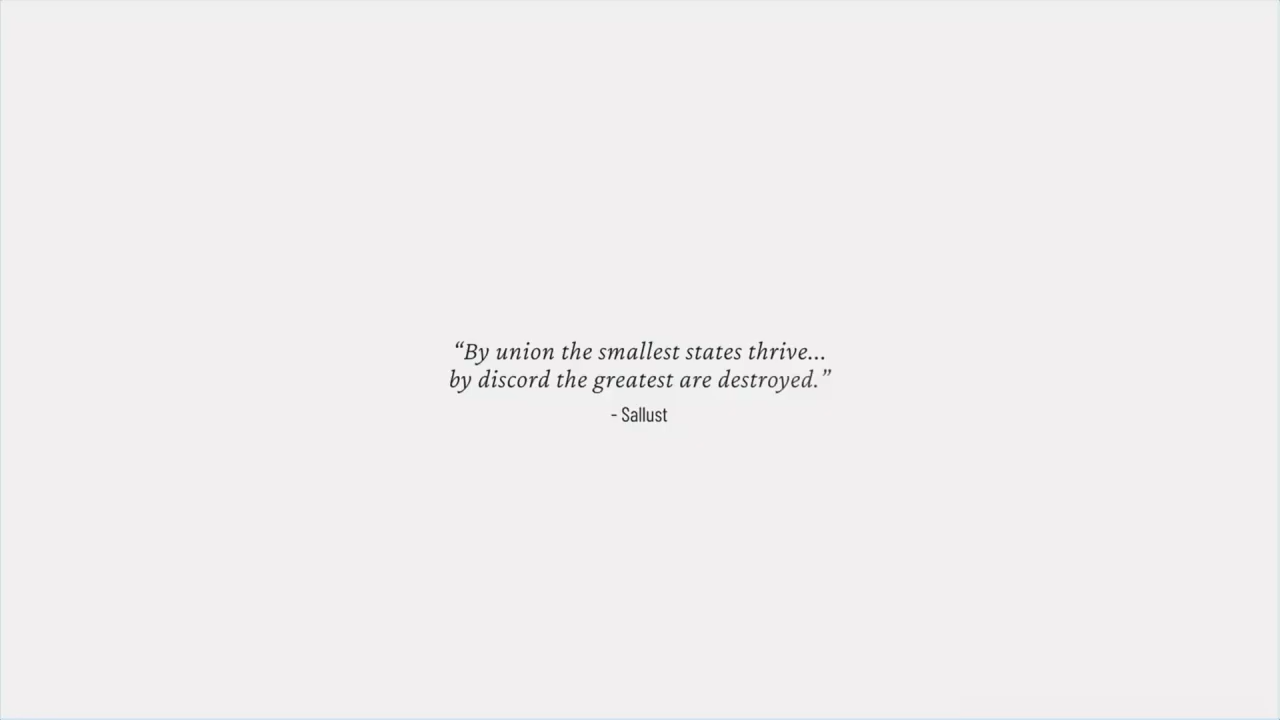 “By union the smallest states thrive...
by discord the greatest are destroyed.”
- Sallust